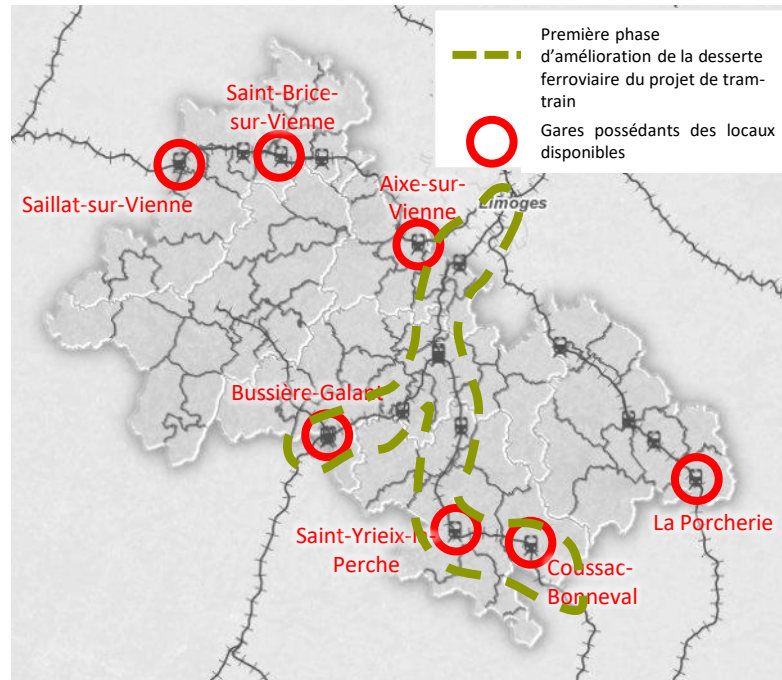 Première phase
d'amélioration de la desserte
ferroviaire du projet de tram-
train
Gares possédants des locaux
disponibles
Saint-Brice-
sur-Vienne
Saillat-sur-Vienne
Aixe-sur-
Vienne
Limoges
Bussière-Galant
Saint-Yrieix-le-
Perche
Coussac-
Bonneval
La Porcherie